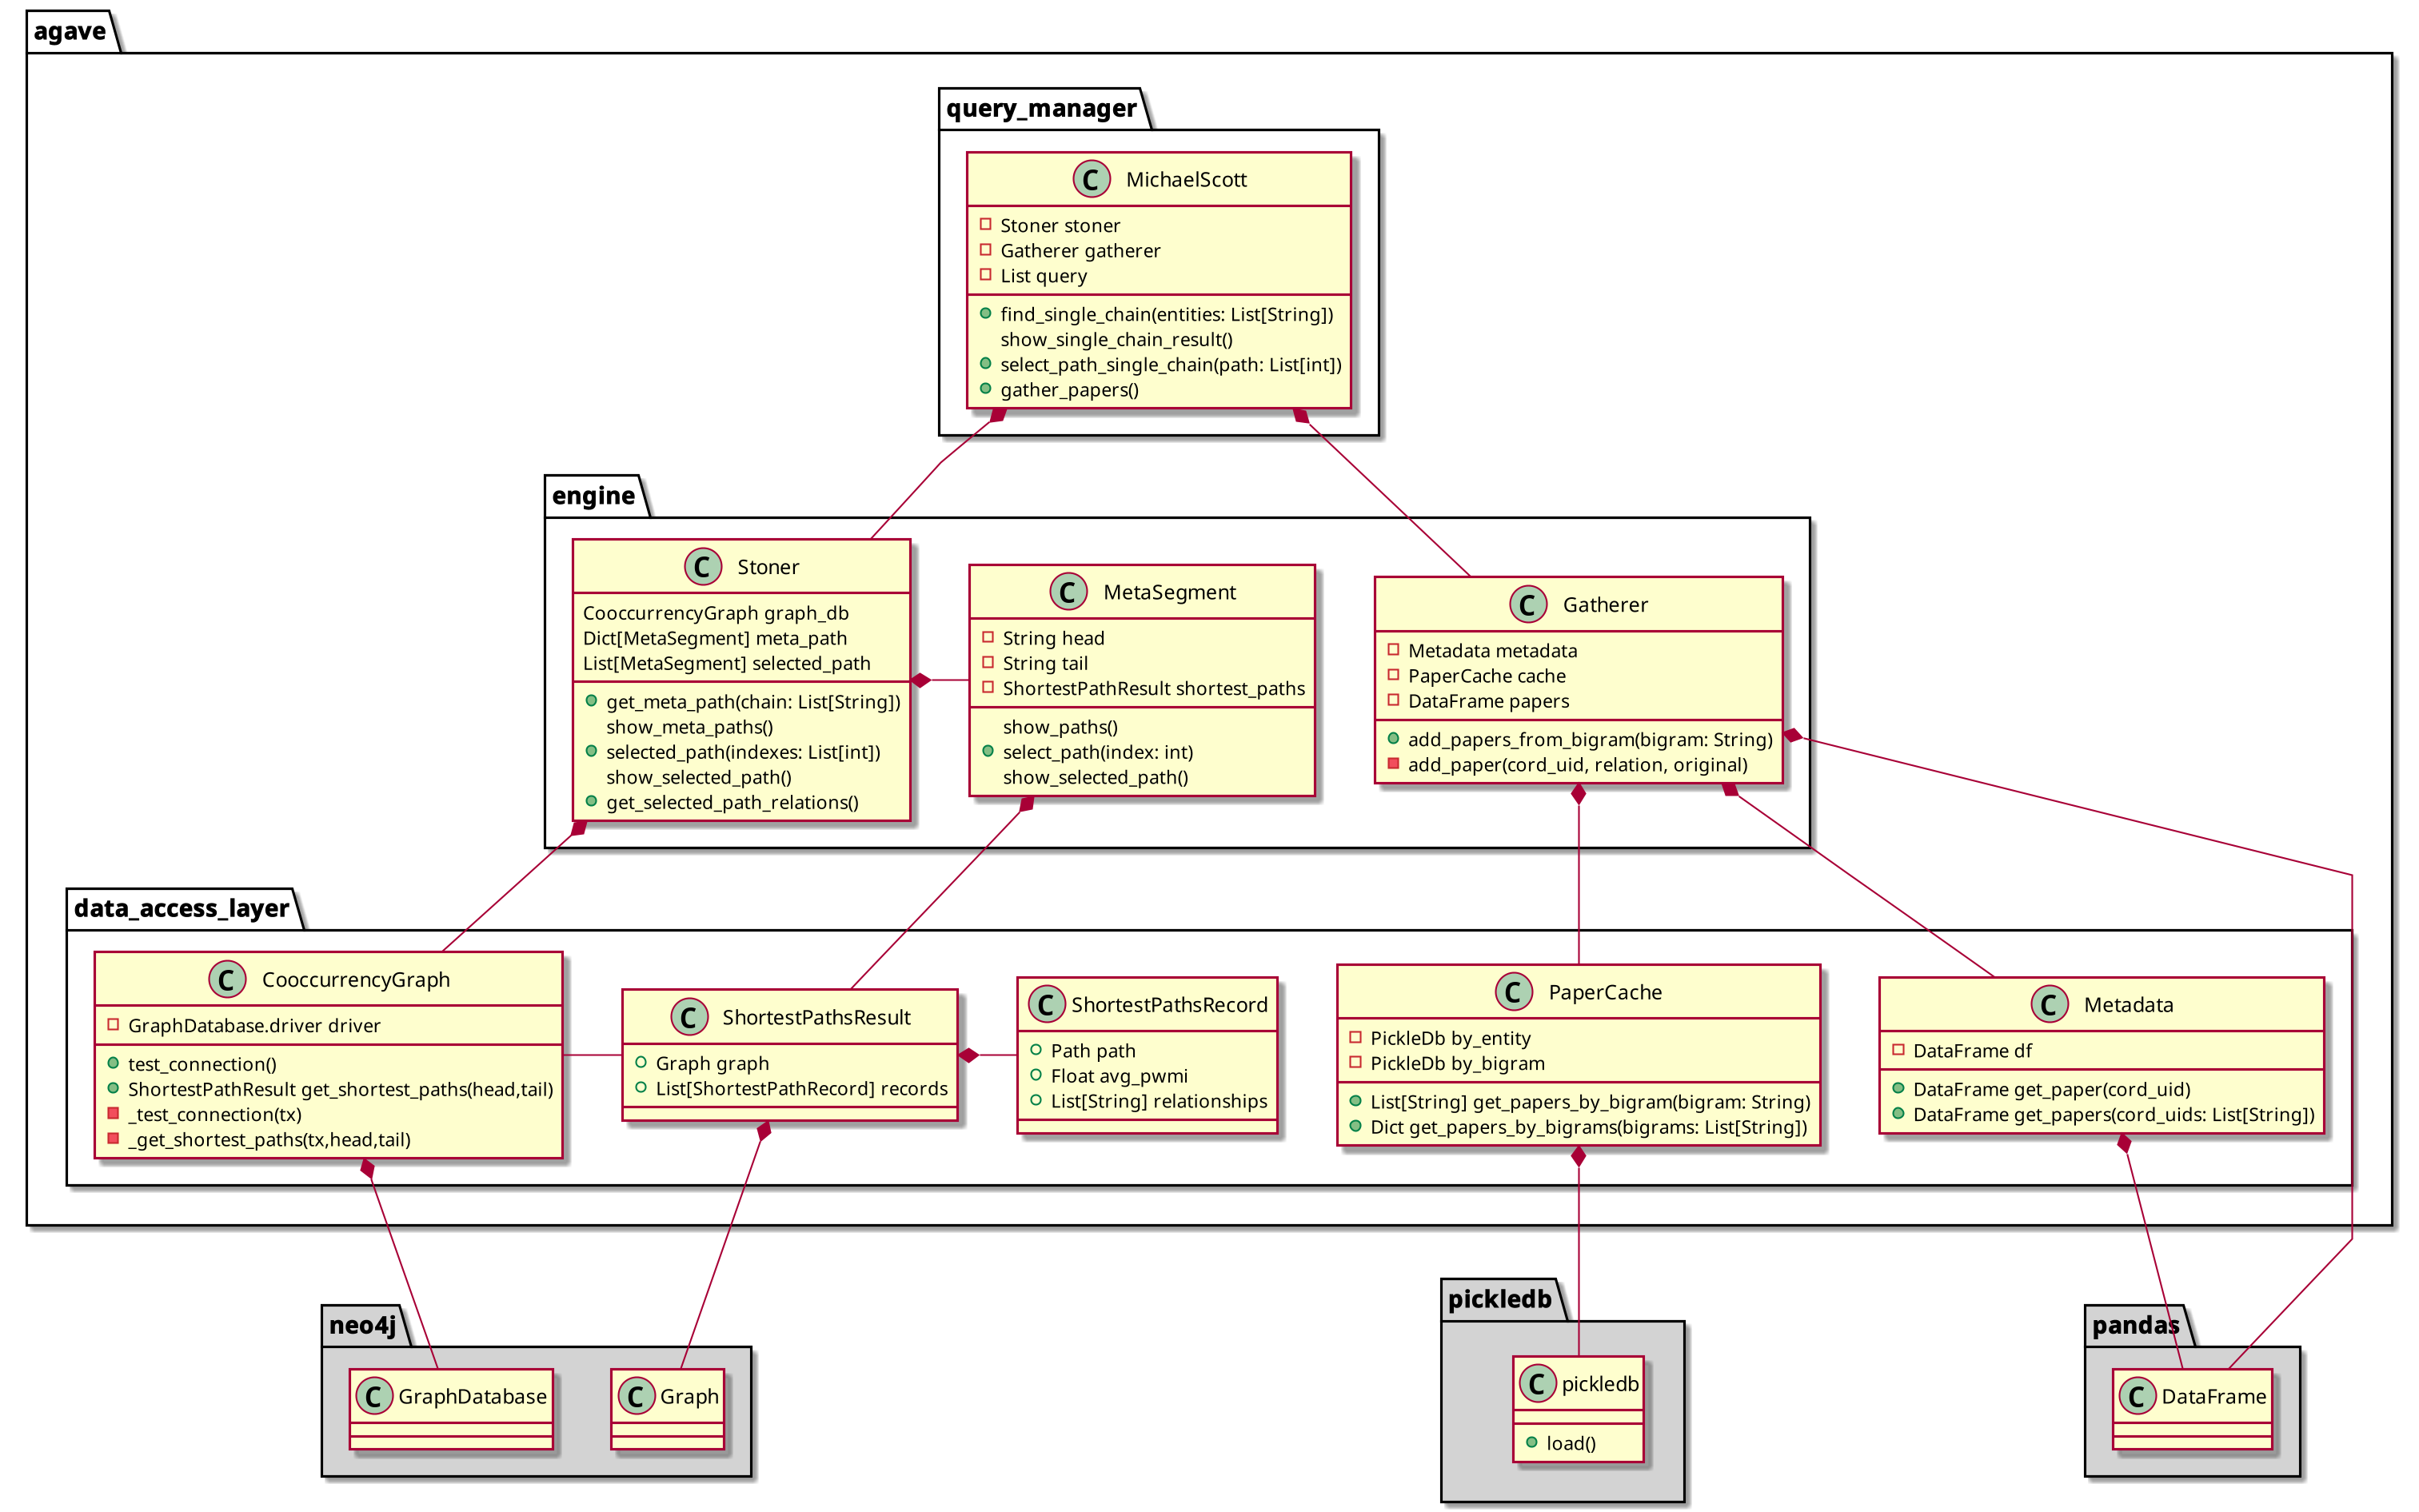 agave
query_manager
C MichaelScott
Stoner stoner
Gatherer gatherer
List query
find_single_chain(entities: List[String])
show_single_chain_result()
select_path_single_chain(path: List[int])
gather_papers()
engine
C Stoner
CooccurrencyGraph graph_db
Dict[MetaSegment] meta_path
List[MetaSegment] selected_path
get_meta_path(chain: List[String])
show_meta_paths()
selected_path(indexes: List[int])
show_selected_path()
get_selected_path_relations()
C MetaSegment
String head
String tail
ShortestPathResult shortest_paths
show_paths()
select_path(index: int)
show_selected_path()
C Gatherer
Metadata metadata
PaperCache cache
DataFrame papers
add_papers_from_bigram(bigram: String)
add_paper(cord_uid, relation, original)
data_access_layer
C CooccurrencyGraph
GraphDatabase.driver driver
test_connection()
ShortestPathResult get_shortest_paths(head,tail)
_test_connection(tx)
_get_shortest_paths(tx,head,tail)
C ShortestPathsResult
Graph graph
List[ShortestPathRecord] records
C ShortestPathsRecord
Path path
Float avg_pwmi
List[String] relationships
C PaperCache
PickleDb by_entity
PickleDb by_bigram
List[String] get_papers_by_bigram(bigram: String)
Dict get_papers_by_bigrams(bigrams: List[String])
C Metadata
DataFrame df
DataFrame get_paper(cord_uid)
DataFrame get_papers(cord_uids: List[String])
neo4j
C GraphDatabase
C Graph
pickledb
C pickledb
load()
pandas
C DataFrame